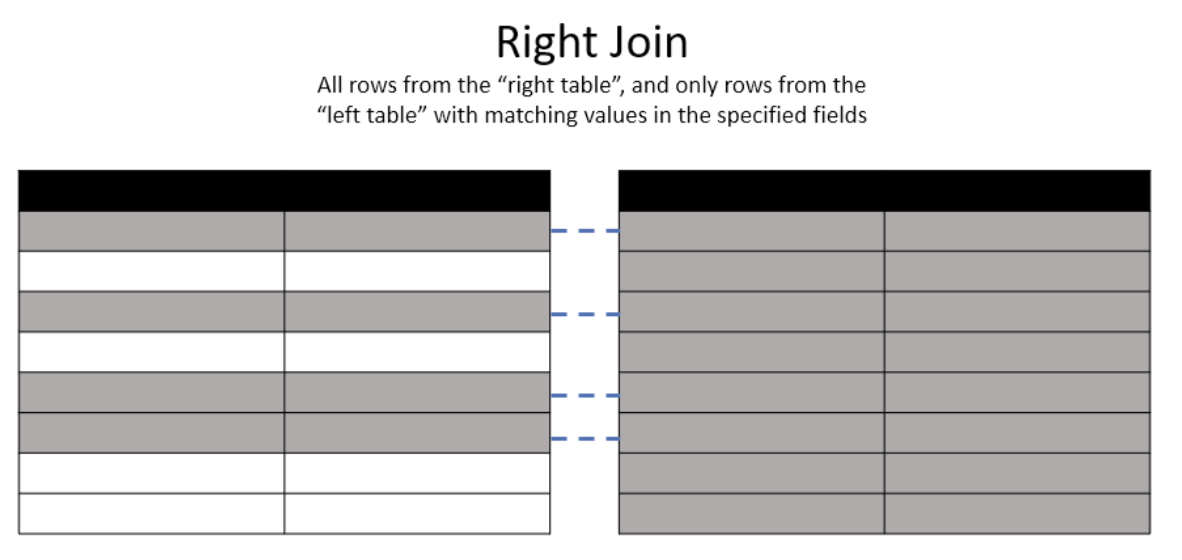 Right Join
All rows from the “right table”, and only rows from the
“left table” with matching values in the specified fields